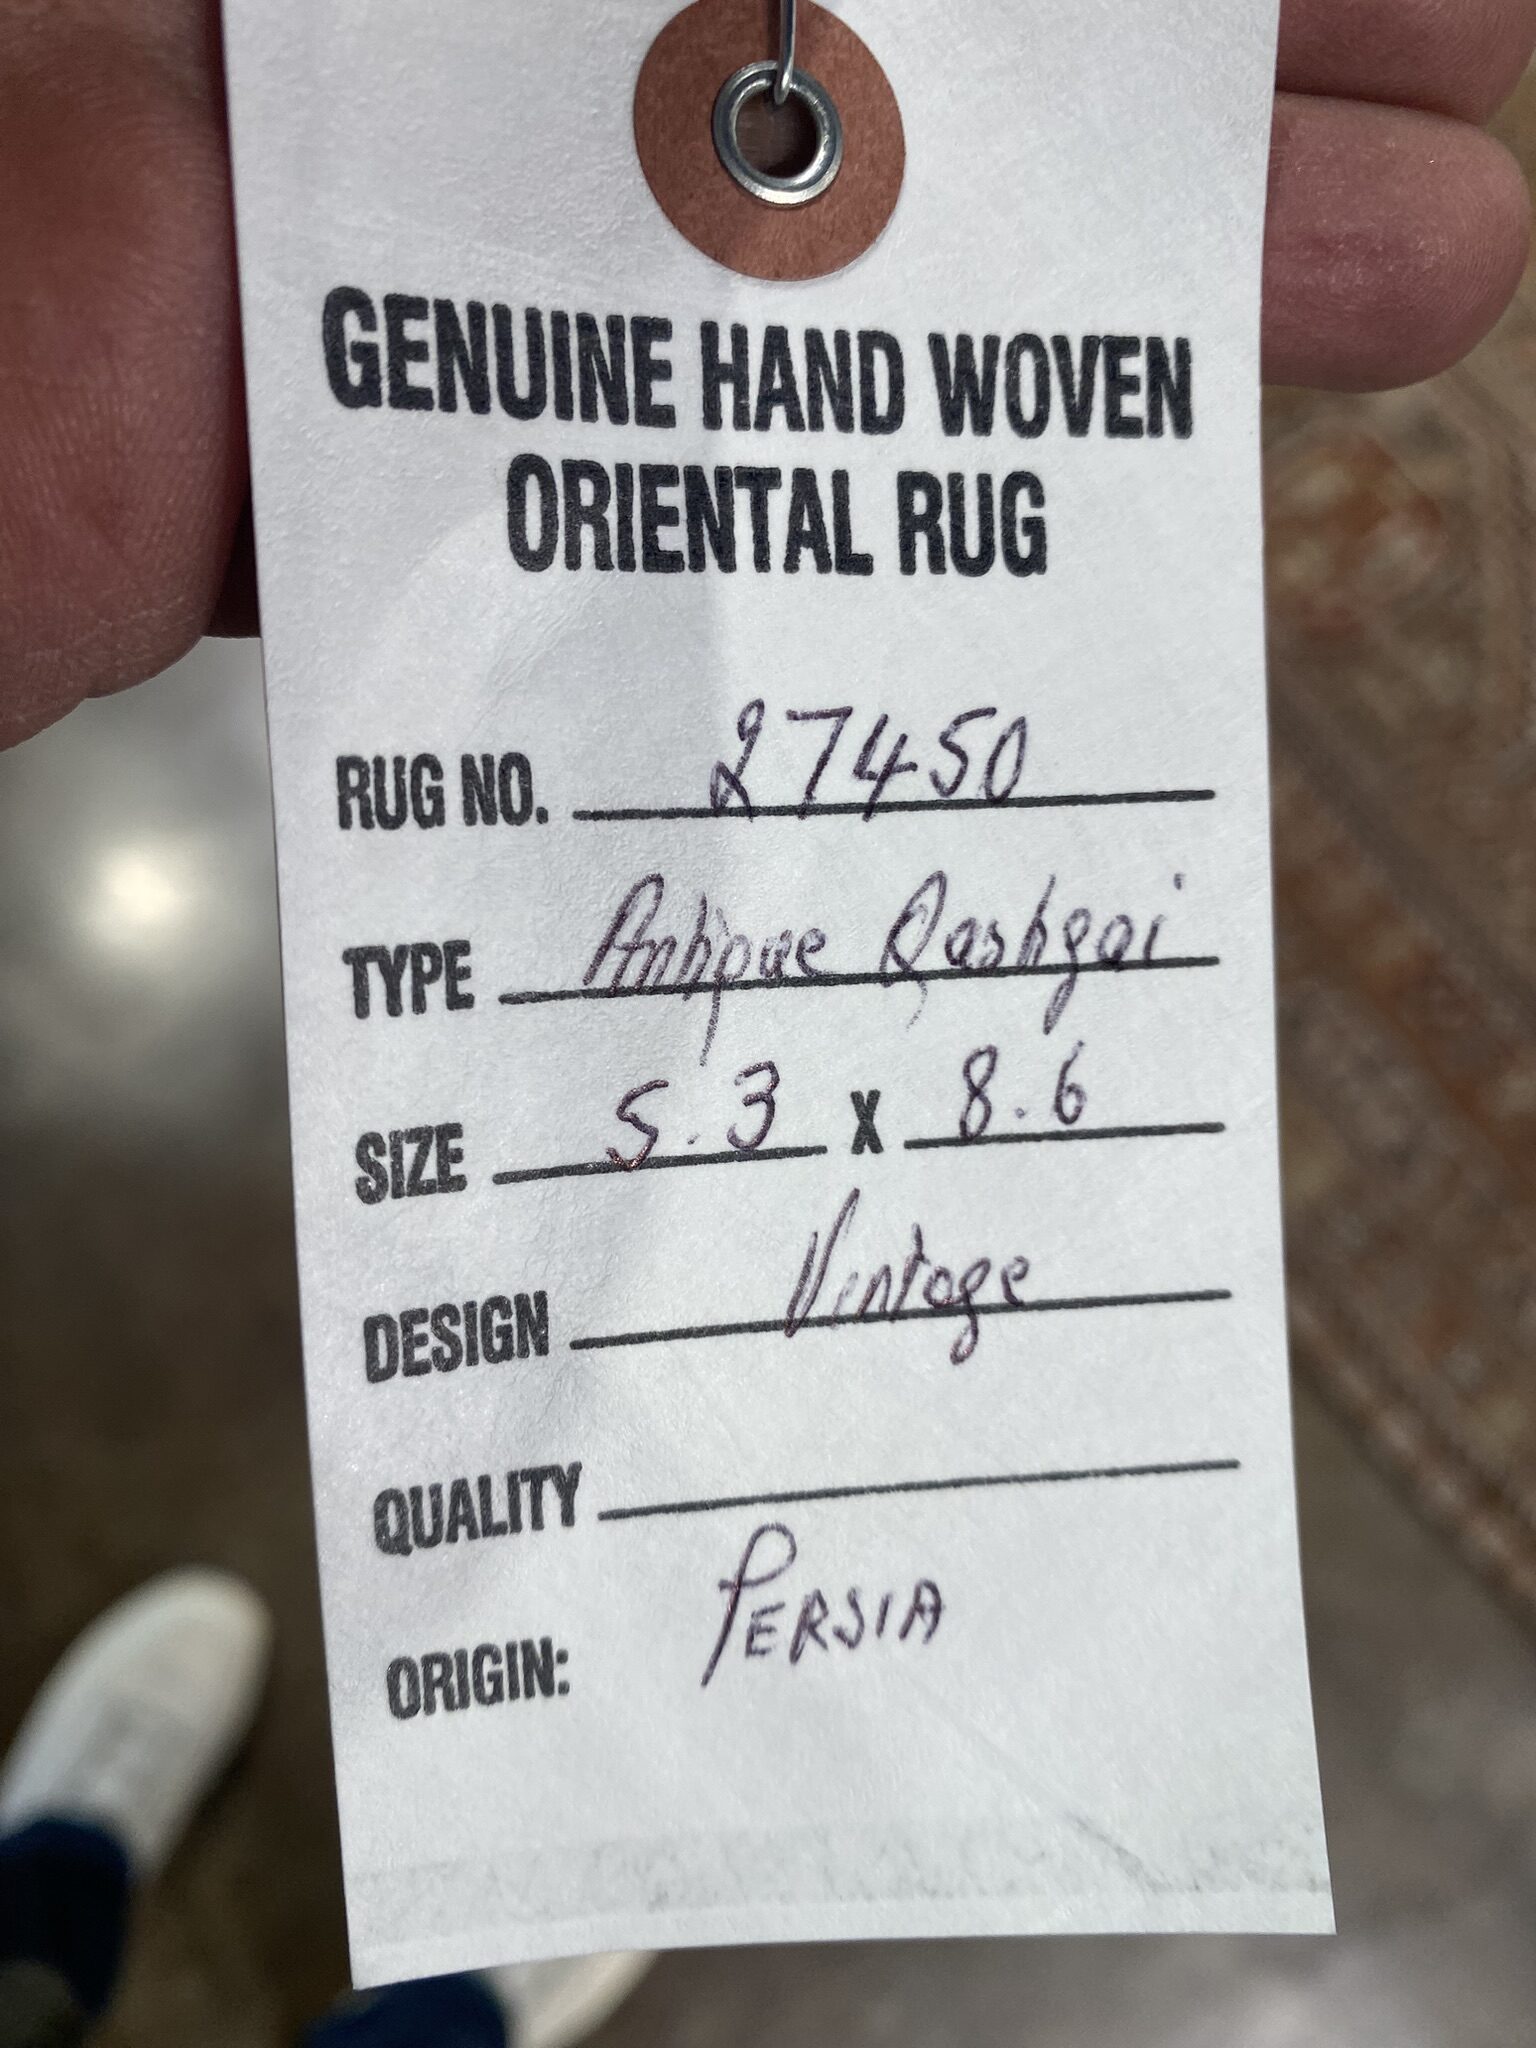 GENUINE HAND WOVEN
ORIENTAL RUG
RUG NO. 27450
TYPE Antique Qashgai
SIZE 5.3 X 8.6
DESIGN Vintage
QUALITY
ORIGIN: PERSIA